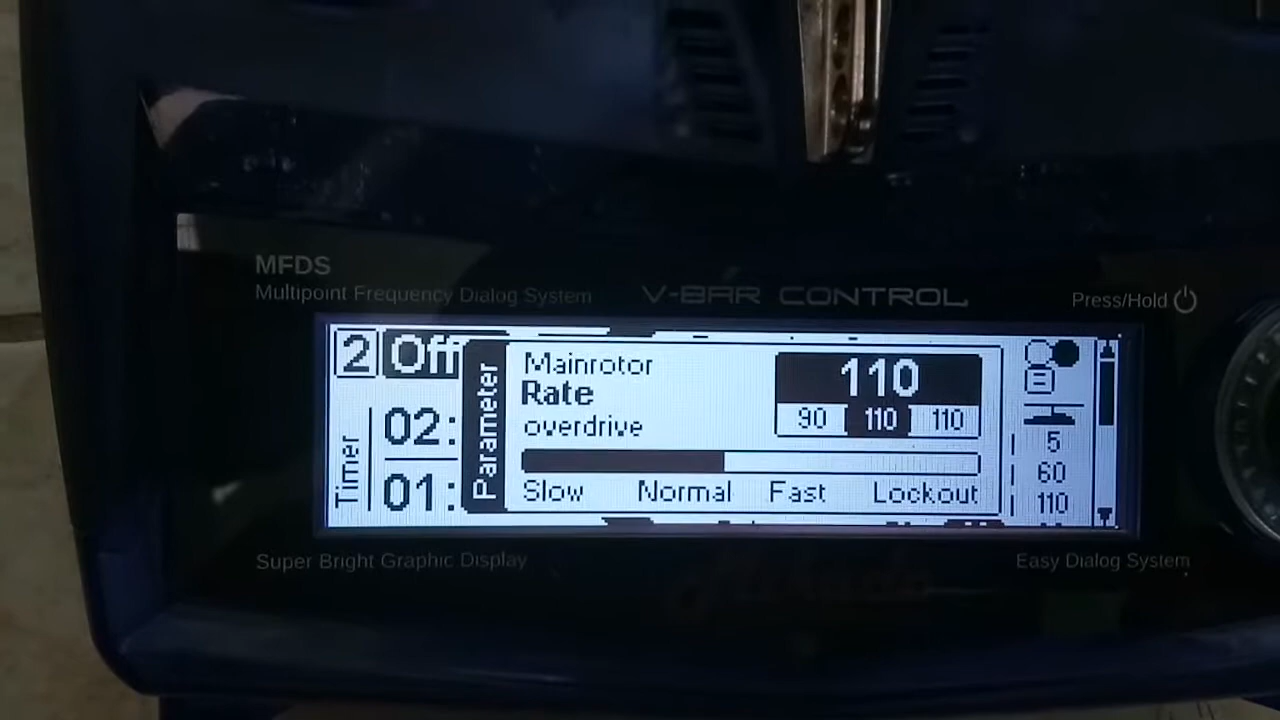 MFDS
Multipoint Frequency Dialog System
V-BAR CONTROL
Press/Hold
2 Off
Timer
02:
01:
Parameter
Mainrotor
Rate
overdrive
110
90 110 110
Slow Normal Fast Lockout
5
60
110
Super Bright Graphic Display
Easy Dialog System